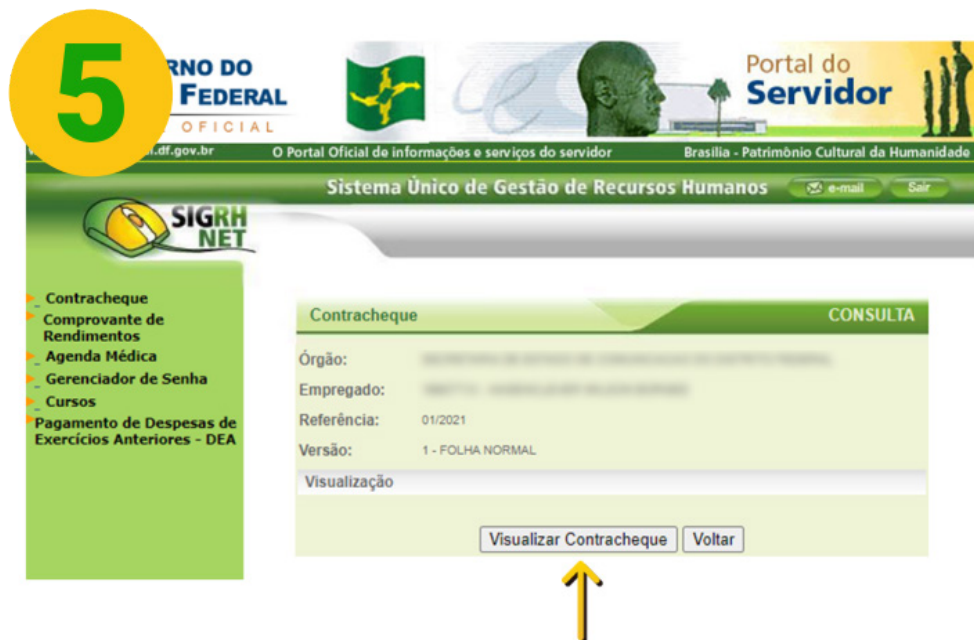 5
RNO DO
FEDERAL
OFICIAL
.df.gov.br
O Portal Oficial de informações e serviços do servidor
Brasília - Patrimônio Cultural da Humanidade
Portal do
Servidor
Sistema Único de Gestão de Recursos Humanos
e-mail
Sair
SIGRH
NET
Contracheque
Comprovante de
Rendimentos
Agenda Médica
Gerenciador de Senha
Cursos
Pagamento de Despesas de
Exercícios Anteriores - DEA
Contracheque
CONSULTA
Órgão:
Empregado:
Referência: 01/2021
Versão: 1 - FOLHA NORMAL
Visualização
Visualizar Contracheque
Voltar